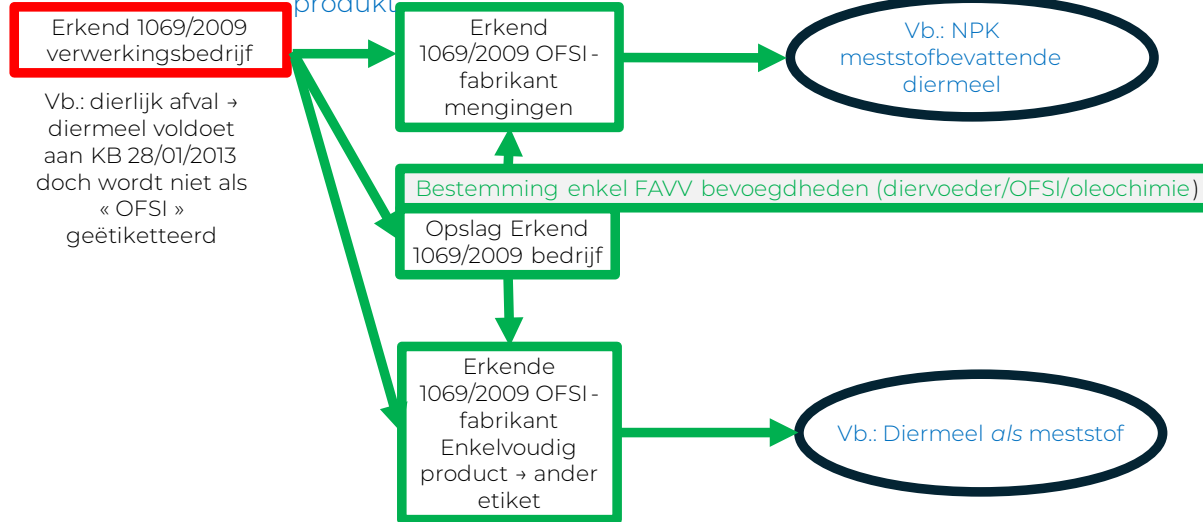 produkt
Erkend 1069/2009
verwerkingsbedrijf
Vb.: dierlijk afval →
diermeel voldoet
aan KB 28/01/2013
doch wordt niet als
« OFSI »
geëtiketteerd
Erkend
1069/2009 OFSI-
fabrikant
mengingen
Vb.: NPK
meststofbevattende
diermeel
Bestemming enkel FAVV bevoegdheden (diervoeder/OFSI/oleochimie)
Opslag Erkend
1069/2009 bedrijf
Erkende
1069/2009 OFSI-
fabrikant
Enkelvoudig
product → ander
etiket
Vb.: Diermeel als meststof